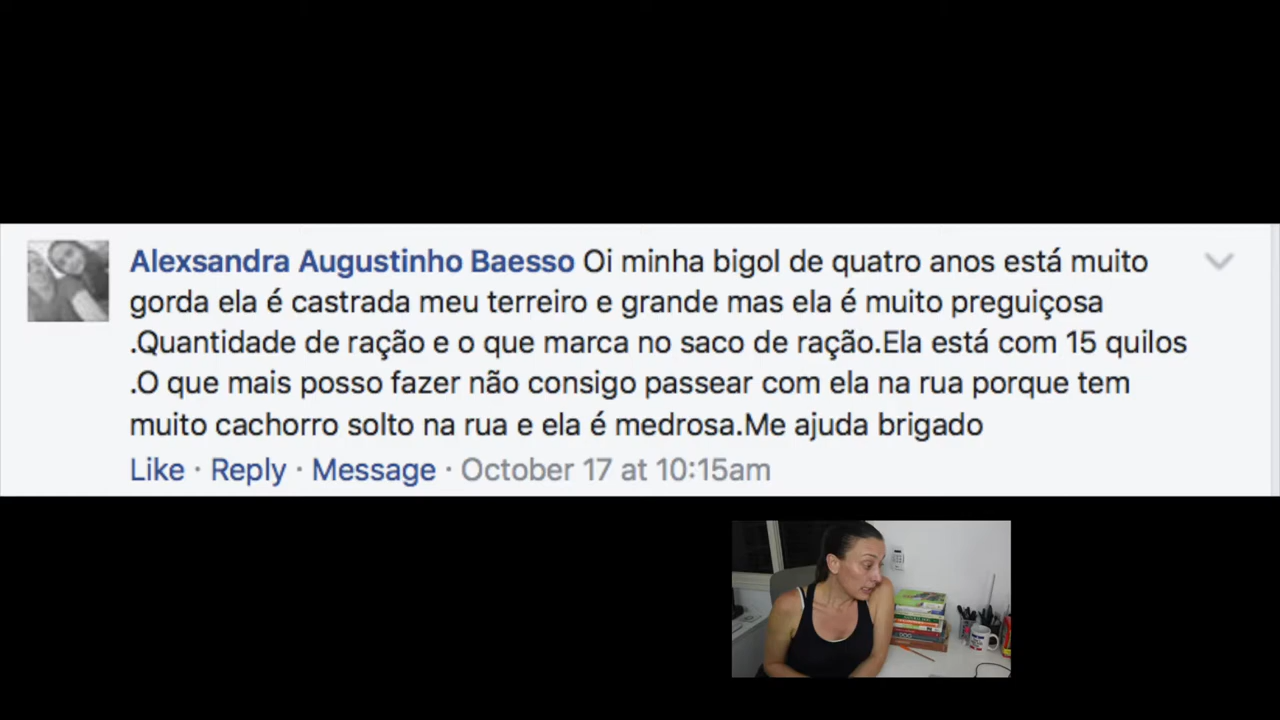 Alexsandra Augustinho Baesso Oi minha bigol de quatro anos está muito
gorda ela é castrada meu terreiro e grande mas ela é muito preguiçosa
.Quantidade de ração e o que marca no saco de ração.Ela está com 15 quilos
.O que mais posso fazer não consigo passear com ela na rua porque tem
muito cachorro solto na rua e ela é medrosa.Me ajuda brigado
Like · Reply · Message · October 17 at 10:15am